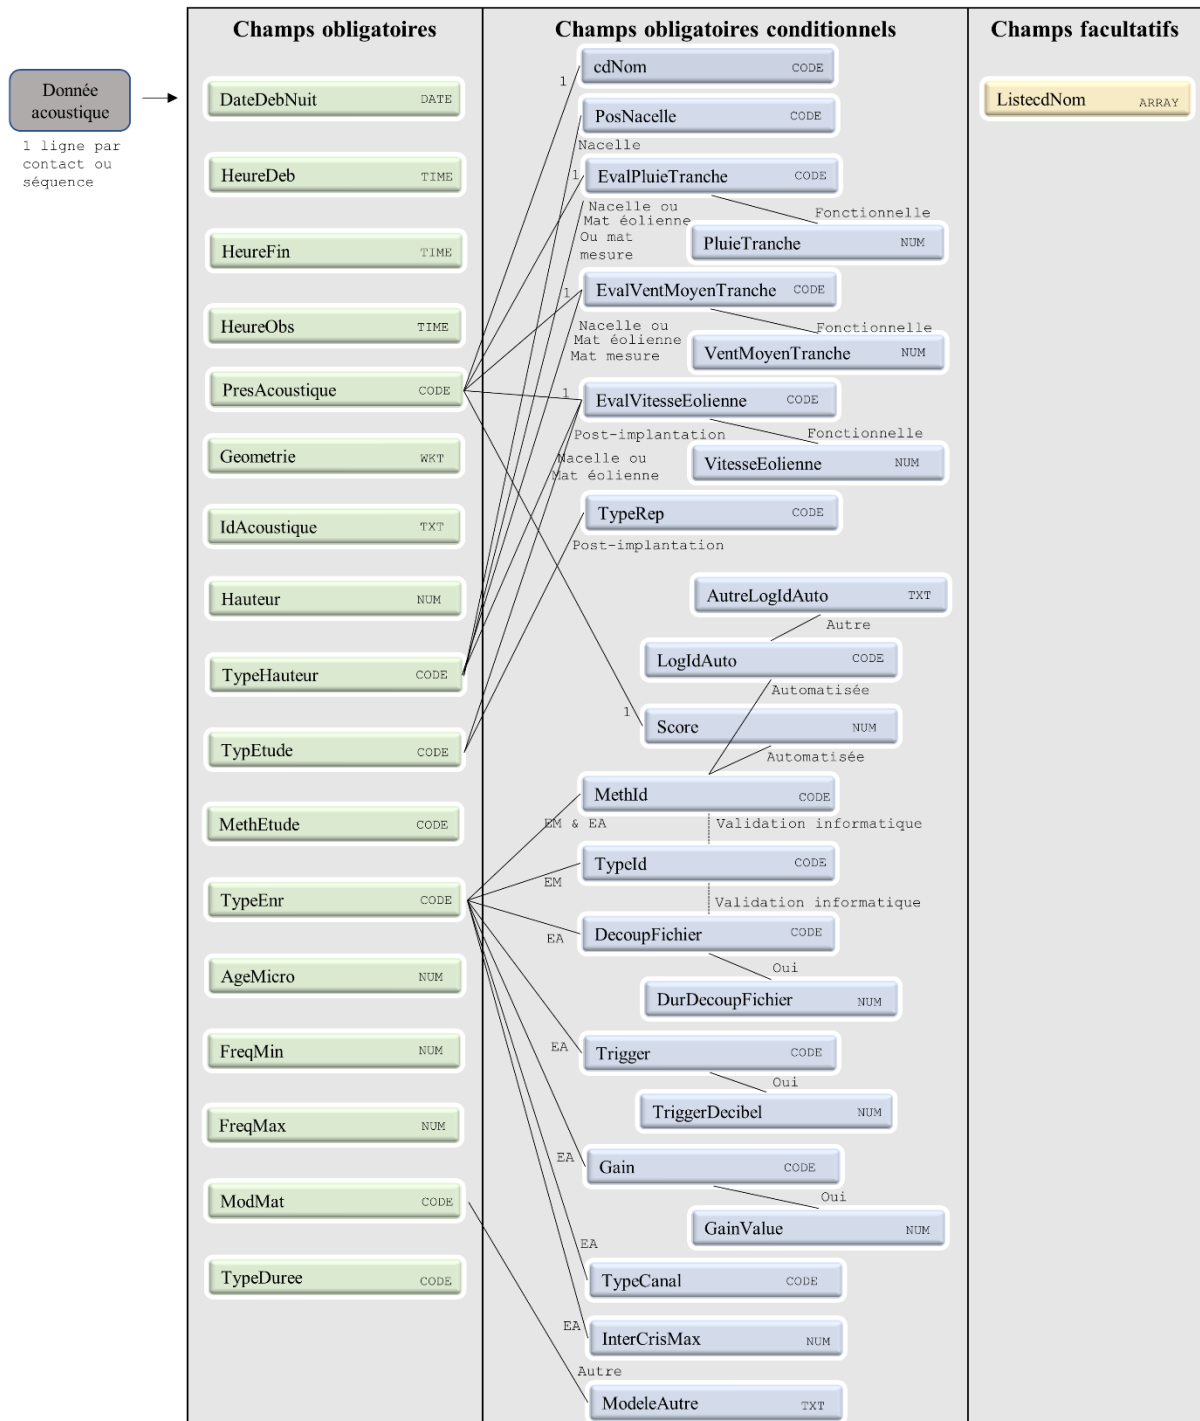 Champs obligatoires
Champs obligatoires conditionnels
Champs facultatifs
Donnée
acoustique
1 ligne par
contact ou
séquence
DateDebNuit DATE
HeureDeb TIME
HeureFin TIME
HeureObs TIME
PresAcoustique CODE
Geometrie WKT
IdAcoustique TXT
Hauteur NUM
TypeHauteur CODE
TypEtude CODE
MethEtude CODE
TypeEnr CODE
AgeMicro NUM
FreqMin NUM
FreqMax NUM
ModMat CODE
TypeDuree CODE
cdNom CODE
1
PosNacelle CODE
Nacelle
EvalPluieTranche CODE
1
Nacelle ou
Mat éolienne
Ou mat
mesure
Fonctionnelle
PluieTranche NUM
EvalVentMoyenTranche CODE
1
Nacelle ou
Mat éolienne
Mat mesure
Fonctionnelle
VentMoyenTranche NUM
EvalVitesseEolienne CODE
1
Post-implantation
Fonctionnelle
Nacelle ou
Mat éolienne
VitesseEolienne NUM
TypeRep CODE
Post-implantation
AutreLogIdAuto TXT
Autre
LogIdAuto CODE
Automatisée
1
Score NUM
Automatisée
MethId CODE
EM & EA
Validation informatique
TypeId CODE
EM
Validation informatique
DecoupFichier CODE
EA
Oui
DurDecoupFichier NUM
Trigger CODE
EA
Oui
TriggerDecibel NUM
Gain CODE
EA
Oui
GainValue NUM
EA
TypeCanal CODE
EA
InterCrisMax NUM
Autre
ModeleAutre TXT
ListecdNom ARRAY